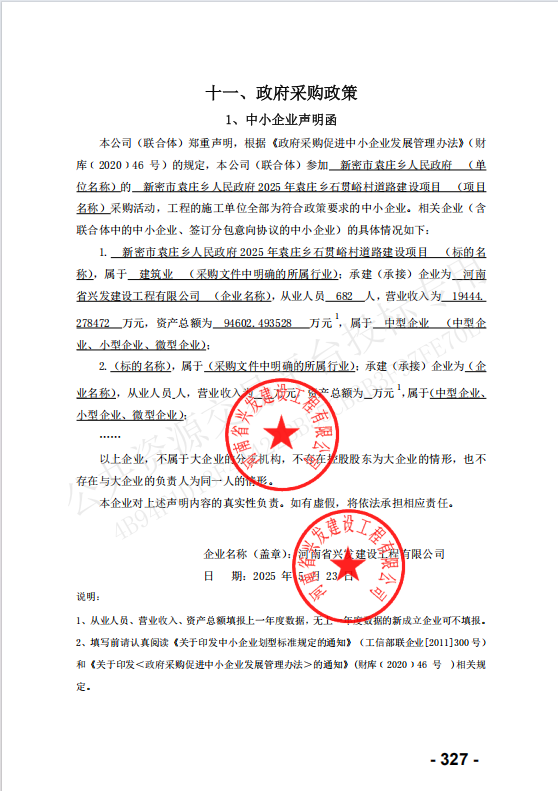 十一、政府采购政策
1、中小企业声明函
本公司（联合体）郑重声明，根据《政府采购促进中小企业发展管理办法》（财
库﹝2020﹞46 号）的规定，本公司（联合体）参加 新密市袁庄乡人民政府 （单
位名称）的 新密市袁庄乡人民政府 2025 年袁庄乡石贯峪村道路建设项目 （项目
名称）采购活动，工程的施工单位全部为符合政策要求的中小企业。相关企业（含
联合体中的中小企业、签订分包意向协议的中小企业）的具体情况如下：
1. 新密市袁庄乡人民政府 2025 年袁庄乡石贯峪村道路建设项目 （标的名
称），属于 建筑业 （采购文件中明确的所属行业）；承建（承接）企业为 河南
省兴发建设工程有限公司 （企业名称），从业人员 682 人，营业收入为 19444.
278472 万元，资产总额为 94602.493528 万元1，属于 中型企业 （中型企
业、小型企业、微型企业）；
2. （标的名称），属于（采购文件中明确的所属行业）；承建（承接）企业为（企
业名称），从业人员 人，营业收入为 万元，资产总额为 万元1，属于（中型企业、
小型企业、微型企业）；
……
以上企业，不属于大企业的分支机构，不存在控股股东为大企业的情形，也不
存在与大企业的负责人为同一人的情形。
本企业对上述声明内容的真实性负责。如有虚假，将依法承担相应责任。
河南省兴发建设工程有限公司
企业名称（盖章）：河南省兴发建设工程有限公司
日 期：2025 年 5 月 23 日
河南省兴发建设工程有限公司
说明：
1、从业人员、营业收入、资产总额填报上一年度数据，无上一年度数据的新成立企业可不填报。
2、填写前请认真阅读《关于印发中小企业划型标准规定的通知》（工信部联企业[2011]300 号）
和《关于印发＜政府采购促进中小企业发展管理办法＞的通知》（财库﹝2020﹞46 号 ）相关规
定。
- 327 -